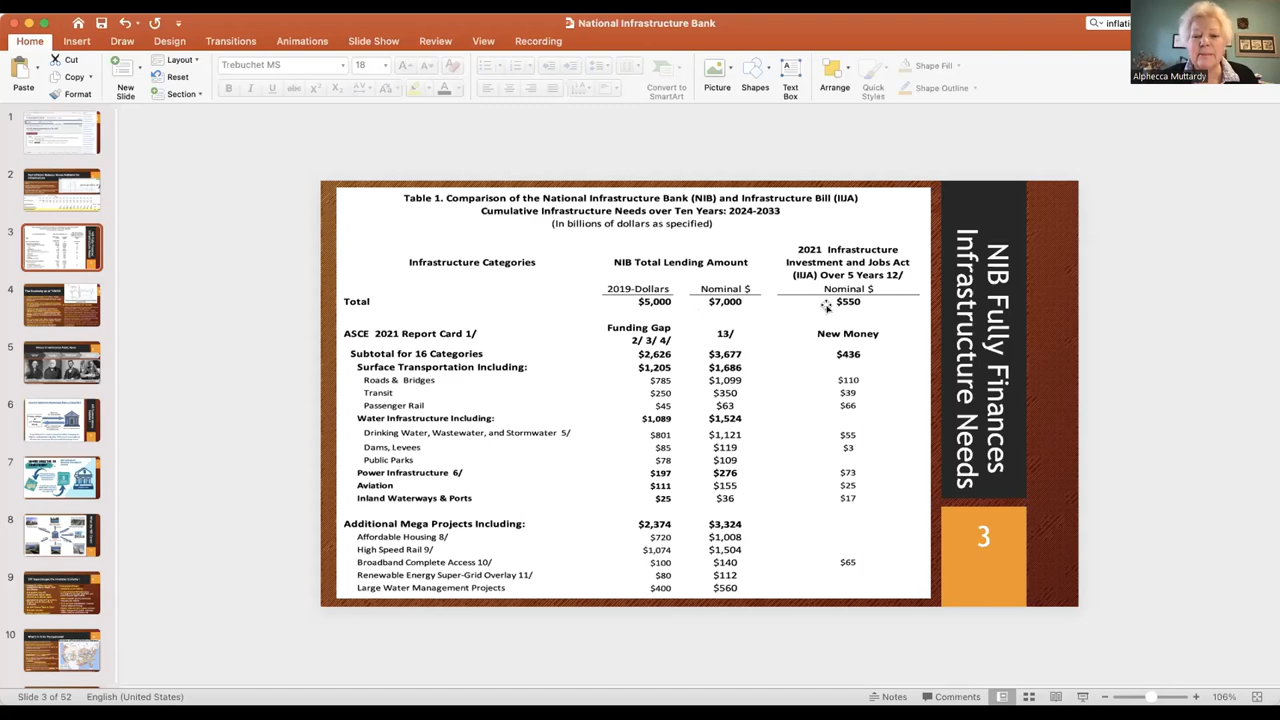 National Infrastructure Bank
inflati
Home Insert Draw Design Transitions Animations Slide Show Review View Recording
Paste
Cut
Copy
Format
New Slide
Layout
Reset
Section
Trebuchet MS 18
Convert to SmartArt
Picture
Shapes
Text Box
Arrange
Quick Styles
Shape Fill
Shape Outline
Alphecca Muttardy
1
2
3
4
5
6
7
8
9
10
Table 1. Comparison of the National Infrastructure Bank (NIB) and Infrastructure Bill (IIJA)
Cumulative Infrastructure Needs over Ten Years: 2024-2033
(In billions of dollars as specified)
Infrastructure Categories NIB Total Lending Amount 2021 Infrastructure Investment and Jobs Act (IIJA) Over 5 Years 12/
2019-Dollars Nominal $ Nominal $
Total $5,000 $7,000 $550
ASCE 2021 Report Card 1/ Funding Gap 2/ 3/ 4/ 13/ New Money
Subtotal for 16 Categories $2,626 $3,677 $436
Surface Transportation Including: $1,205 $1,686
Roads & Bridges $785 $1,099 $110
Transit $250 $350 $39
Passenger Rail $45 $63 $66
Water Infrastructure Including: $1,089 $1,524
Drinking Water, Wastewater, and Stormwater 5/ $801 $1,121 $55
Dams, Levees $85 $119 $3
Public Parks $78 $109
Power Infrastructure 6/ $197 $276 $73
Aviation $111 $155 $25
Inland Waterways & Ports $25 $36 $17
Additional Mega Projects Including: $2,374 $3,324
Affordable Housing 8/ $720 $1,008
High Speed Rail 9/ $1,074 $1,504
Broadband Complete Access 10/ $100 $140 $65
Renewable Energy Super-Grid Overlay 11/ $80 $112
Large Water Management Projects $400 $560
NIB Fully Finances
Infrastructure Needs
3
Slide 3 of 52 English (United States) Notes Comments 106%